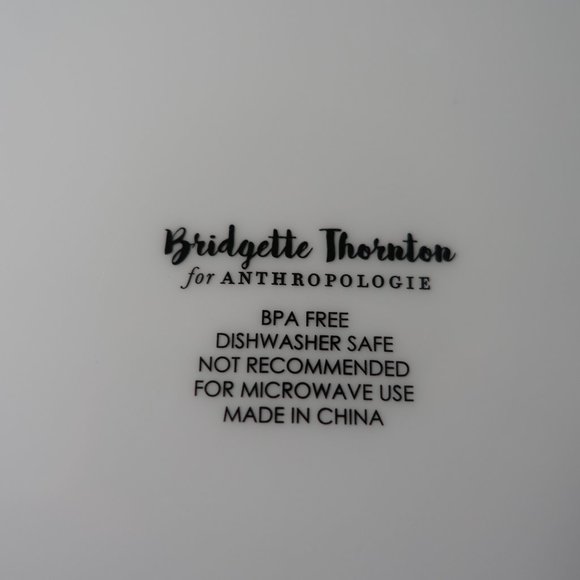 Bridgette Thornton
for ANTHROPOLOGIE
BPA FREE
DISHWASHER SAFE
NOT RECOMMENDED
FOR MICROWAVE USE
MADE IN CHINA